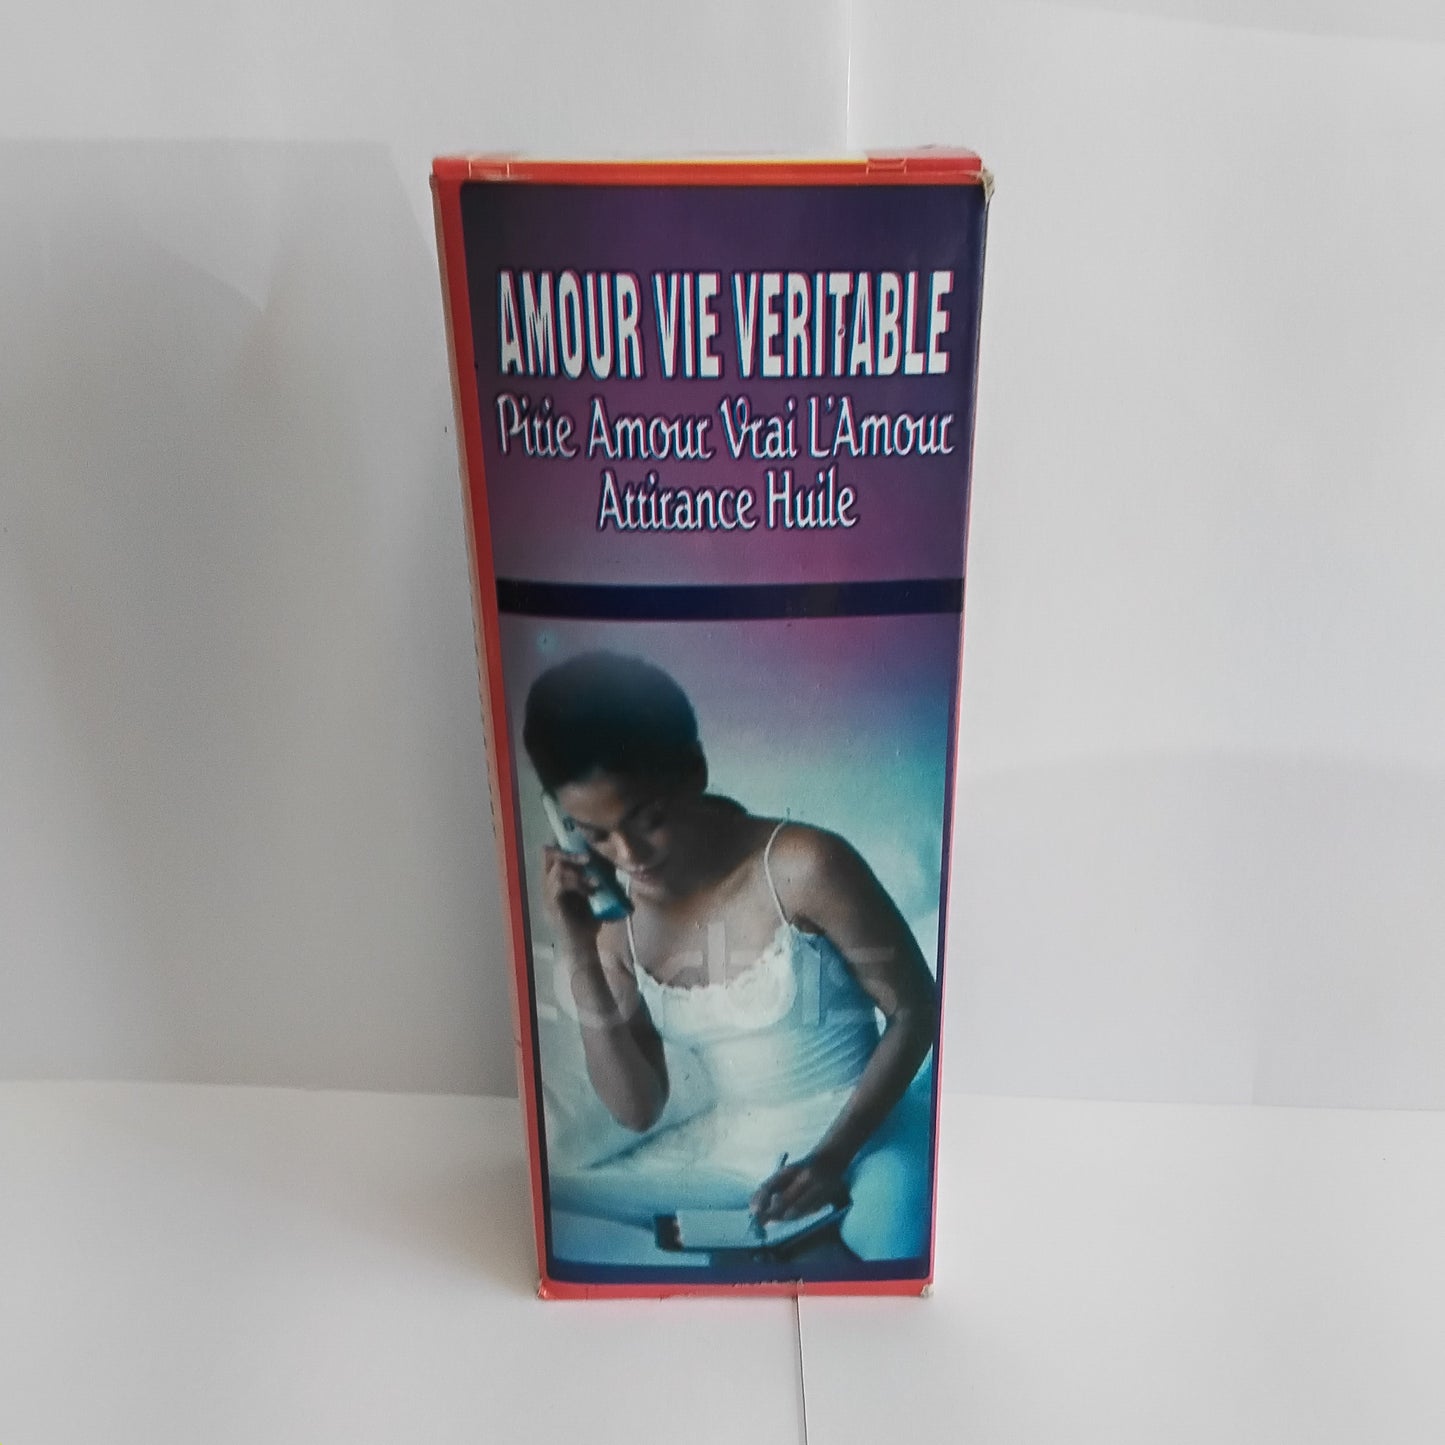 AMOUR VIE VERITABLE
Pitie Amour Vrai L'Amour
Attirance Huile